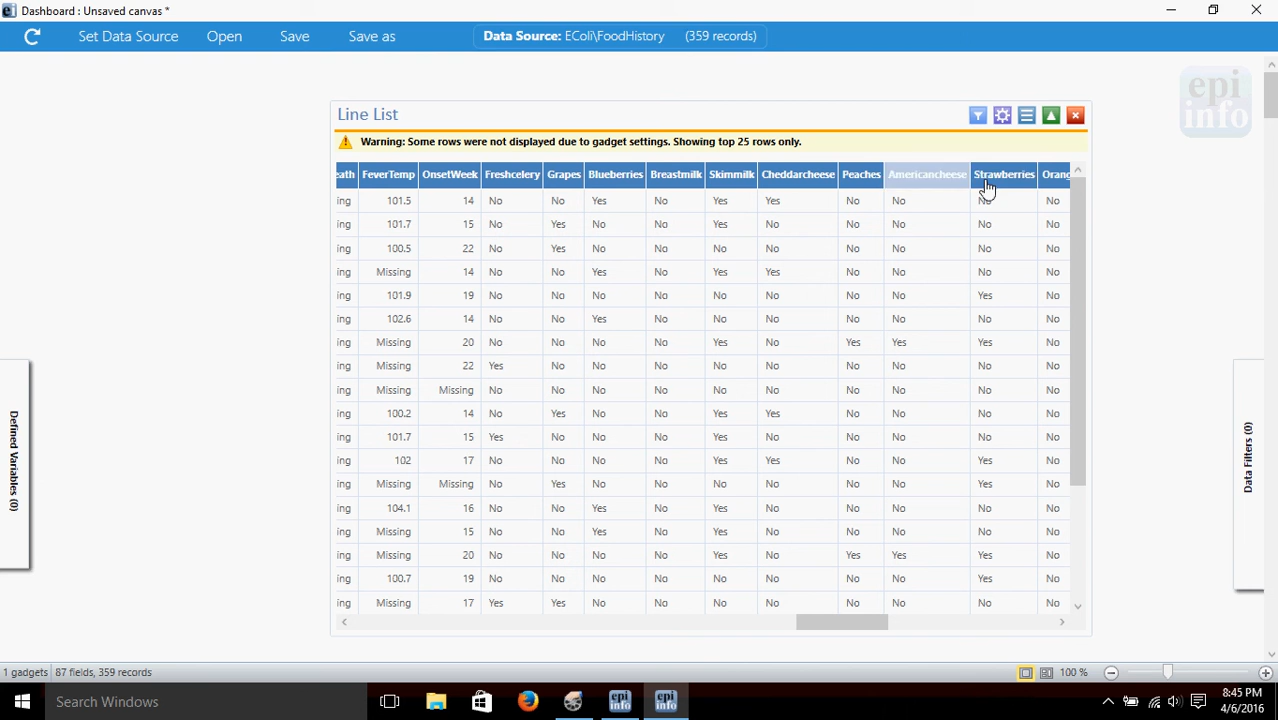 ei Dashboard : Unsaved canvas *
Set Data Source Open Save Save as Data Source: EColi\FoodHistory (359 records)
epi info
Line List
Warning: Some rows were not displayed due to gadget settings. Showing top 25 rows only.
eath FeverTemp OnsetWeek Freshcelery Grapes Blueberries Breastmilk Skimmilk Cheddarcheese Peaches Americancheese Strawberries Orang
ing 101.5 14 No No Yes No Yes Yes No No No No
ing 101.7 15 No Yes No No Yes No No No No No
ing 100.5 22 No Yes No No No No No No No No
ing Missing 14 No No Yes No Yes Yes No No No No
ing 101.9 19 No No No No No No No No Yes No
ing 102.6 14 No No Yes No No No No No No No
ing Missing 20 No No No No Yes No Yes Yes Yes No
ing Missing 22 Yes No No No No No No No No No
ing Missing Missing No No No No No No No No No No
ing 100.2 14 No Yes No No Yes Yes No No No No
ing 101.7 15 Yes No No No Yes No No No No No
ing 102 17 No No No No Yes Yes No No Yes No
ing Missing Missing No Yes No No No No No No Yes No
ing 104.1 16 No No Yes No Yes No No No No No
ing Missing 15 No No Yes No Yes No No No No No
ing Missing 20 No No No No Yes No Yes Yes Yes No
ing 100.7 19 No No No No No No No No Yes No
ing Missing 17 Yes Yes No No No No No No No No
Defined Variables (0)
Data Filters (0)
1 gadgets 87 fields, 359 records 100 %
Search Windows
epi info
epi info
8:45 PM
4/6/2016